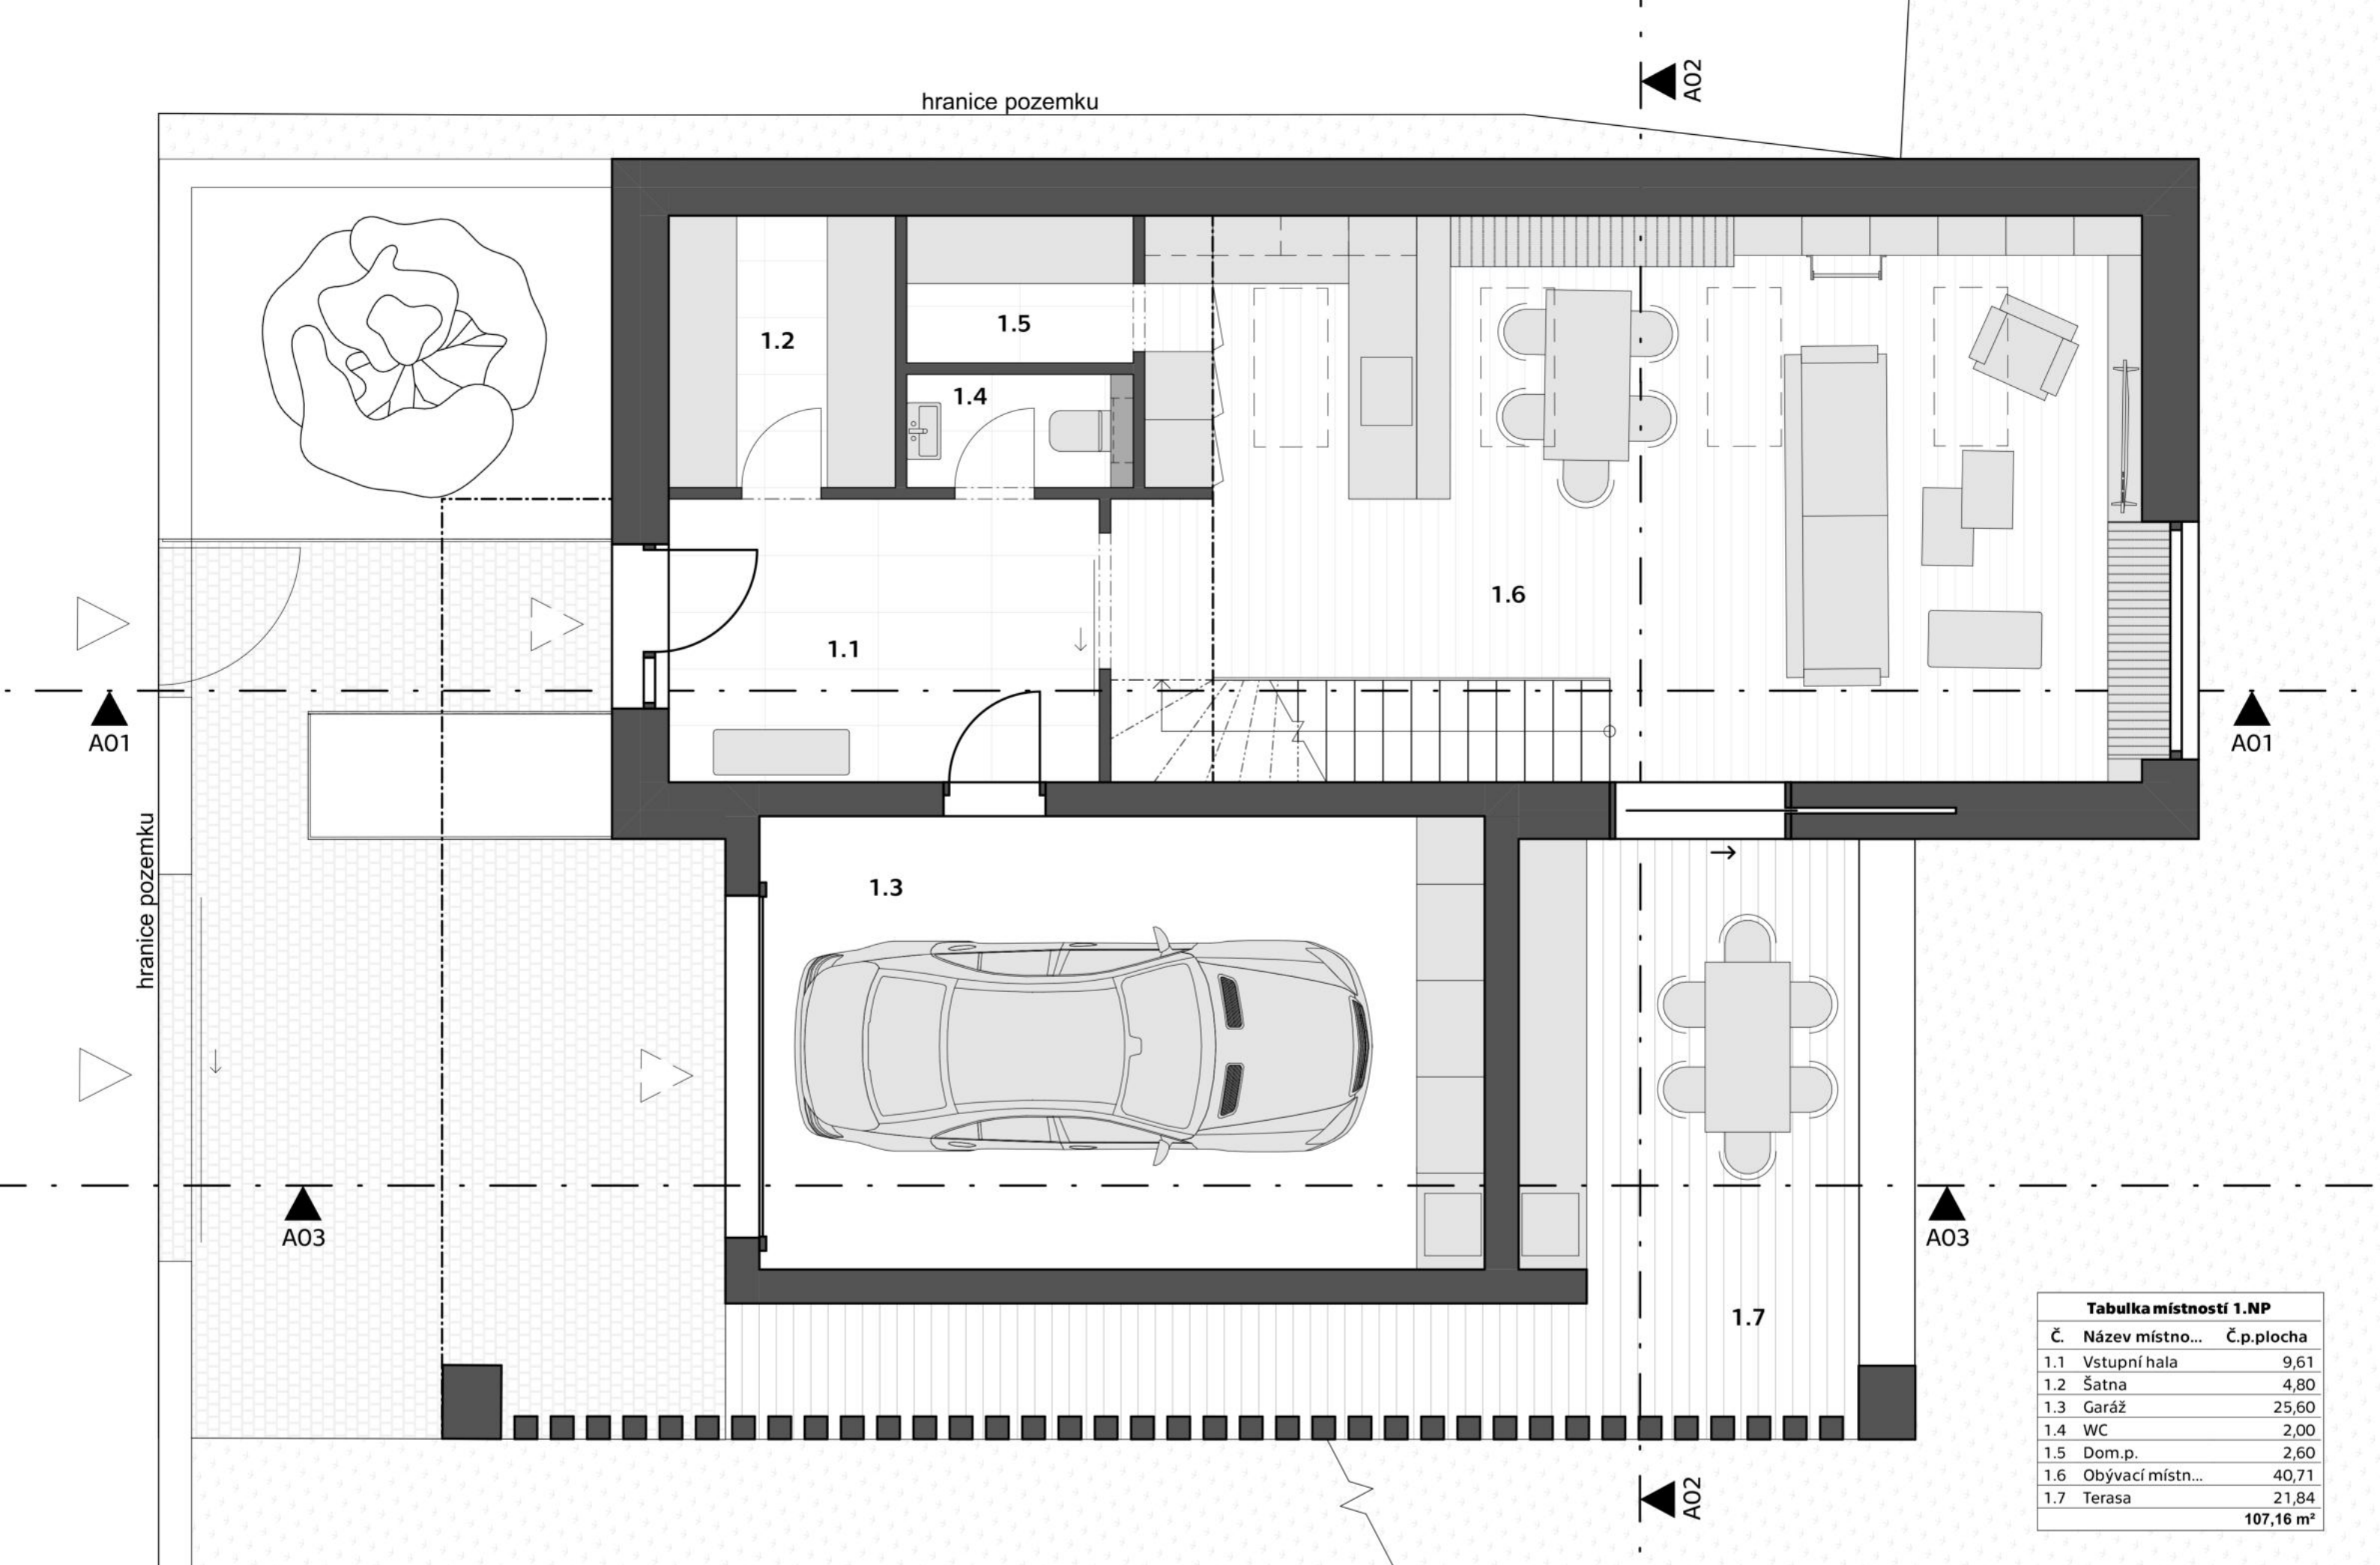 hranice pozemku
A02
1.2
1.5
1.4
1.6
1.1
A01
A01
hranice pozemku
1.3
A03
A03
1.7
A02
Tabulka místností 1.NP
Č. Název místno... Č.p.plocha
1.1 Vstupní hala 9,61
1.2 Šatna 4,80
1.3 Garáž 25,60
1.4 WC 2,00
1.5 Dom.p. 2,60
1.6 Obývací místn... 40,71
1.7 Terasa 21,84
107,16 m²